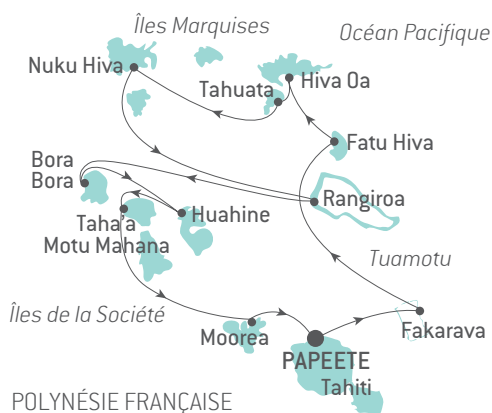 Îles Marquises
Océan Pacifique
Nuku Hiva
Hiva Oa
Tahuata
Fatu Hiva
Bora
Bora
Rangiroa
Taha'a
Motu Mahana
Huahine
Tuamotu
Îles de la Société
Moorea
Fakarava
PAPEETE
Tahiti
POLYNÉSIE FRANÇAISE